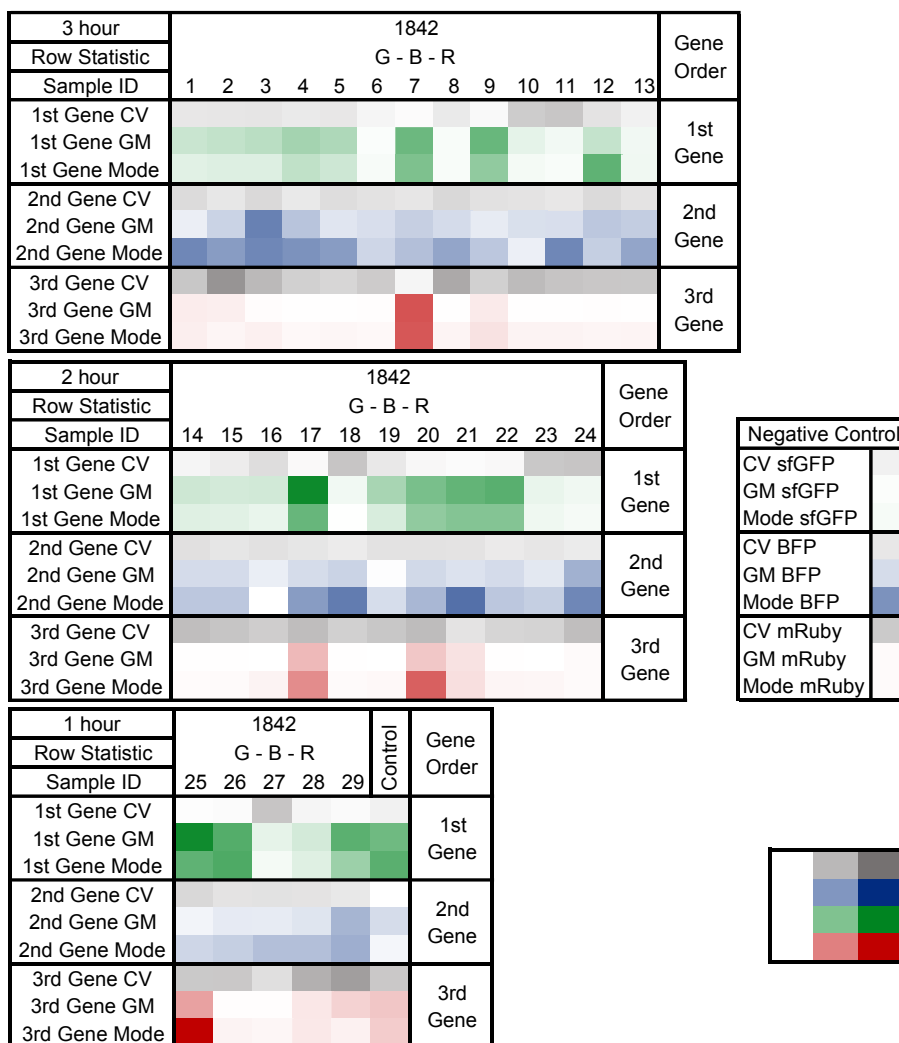 3 hour 1842 Gene Order
Row Statistic G - B - R
Sample ID 1 2 3 4 5 6 7 8 9 10 11 12 13
1st Gene CV 1st Gene
1st Gene GM
1st Gene Mode
2nd Gene CV 2nd Gene
2nd Gene GM
2nd Gene Mode
3rd Gene CV 3rd Gene
3rd Gene GM
3rd Gene Mode
2 hour 1842 Gene Order
Row Statistic G - B - R
Sample ID 14 15 16 17 18 19 20 21 22 23 24
1st Gene CV 1st Gene
1st Gene GM
1st Gene Mode
2nd Gene CV 2nd Gene
2nd Gene GM
2nd Gene Mode
3rd Gene CV 3rd Gene
3rd Gene GM
3rd Gene Mode
Negative Control
CV sfGFP
GM sfGFP
Mode sfGFP
CV BFP
GM BFP
Mode BFP
CV mRuby
GM mRuby
Mode mRuby
1 hour 1842 Control Gene Order
Row Statistic G - B - R
Sample ID 25 26 27 28 29
1st Gene CV 1st Gene
1st Gene GM
1st Gene Mode
2nd Gene CV 2nd Gene
2nd Gene GM
2nd Gene Mode
3rd Gene CV 3rd Gene
3rd Gene GM
3rd Gene Mode